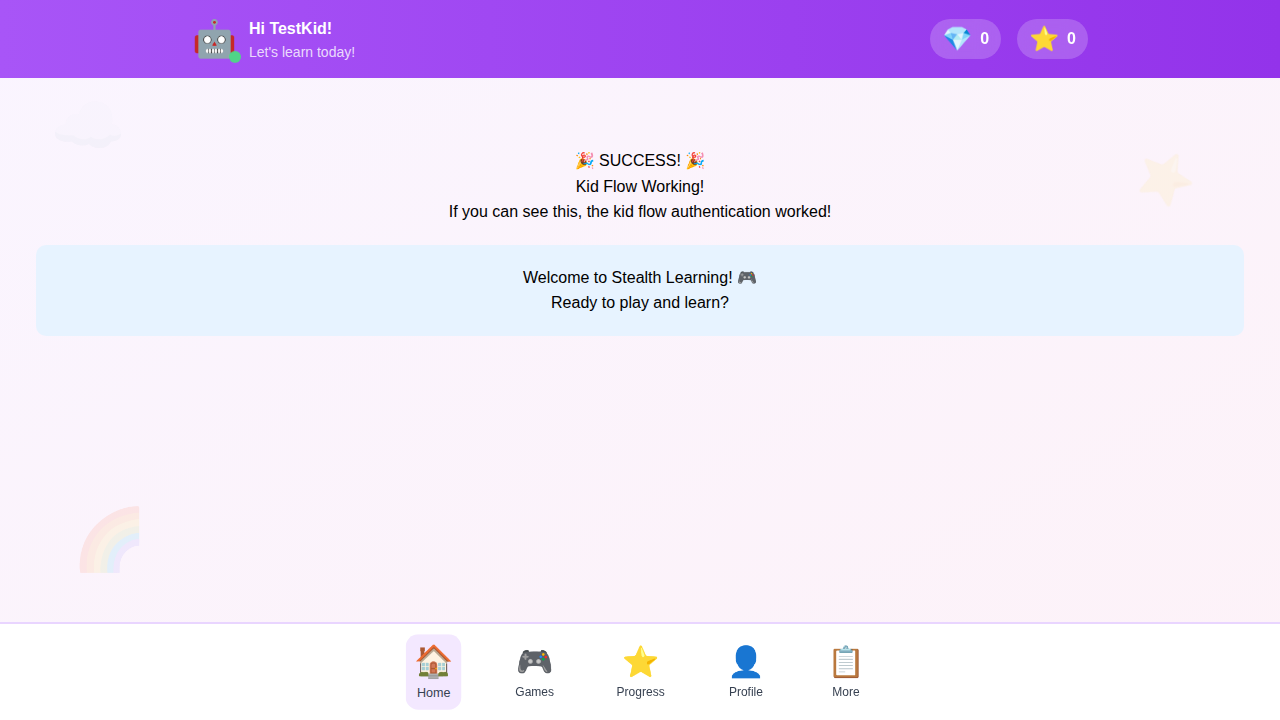 Hi TestKid!
Let's learn today!
0
0
🎉 SUCCESS! 🎉
Kid Flow Working!
If you can see this, the kid flow authentication worked!
Welcome to Stealth Learning! 🎮
Ready to play and learn?
Home
Games
Progress
Profile
More